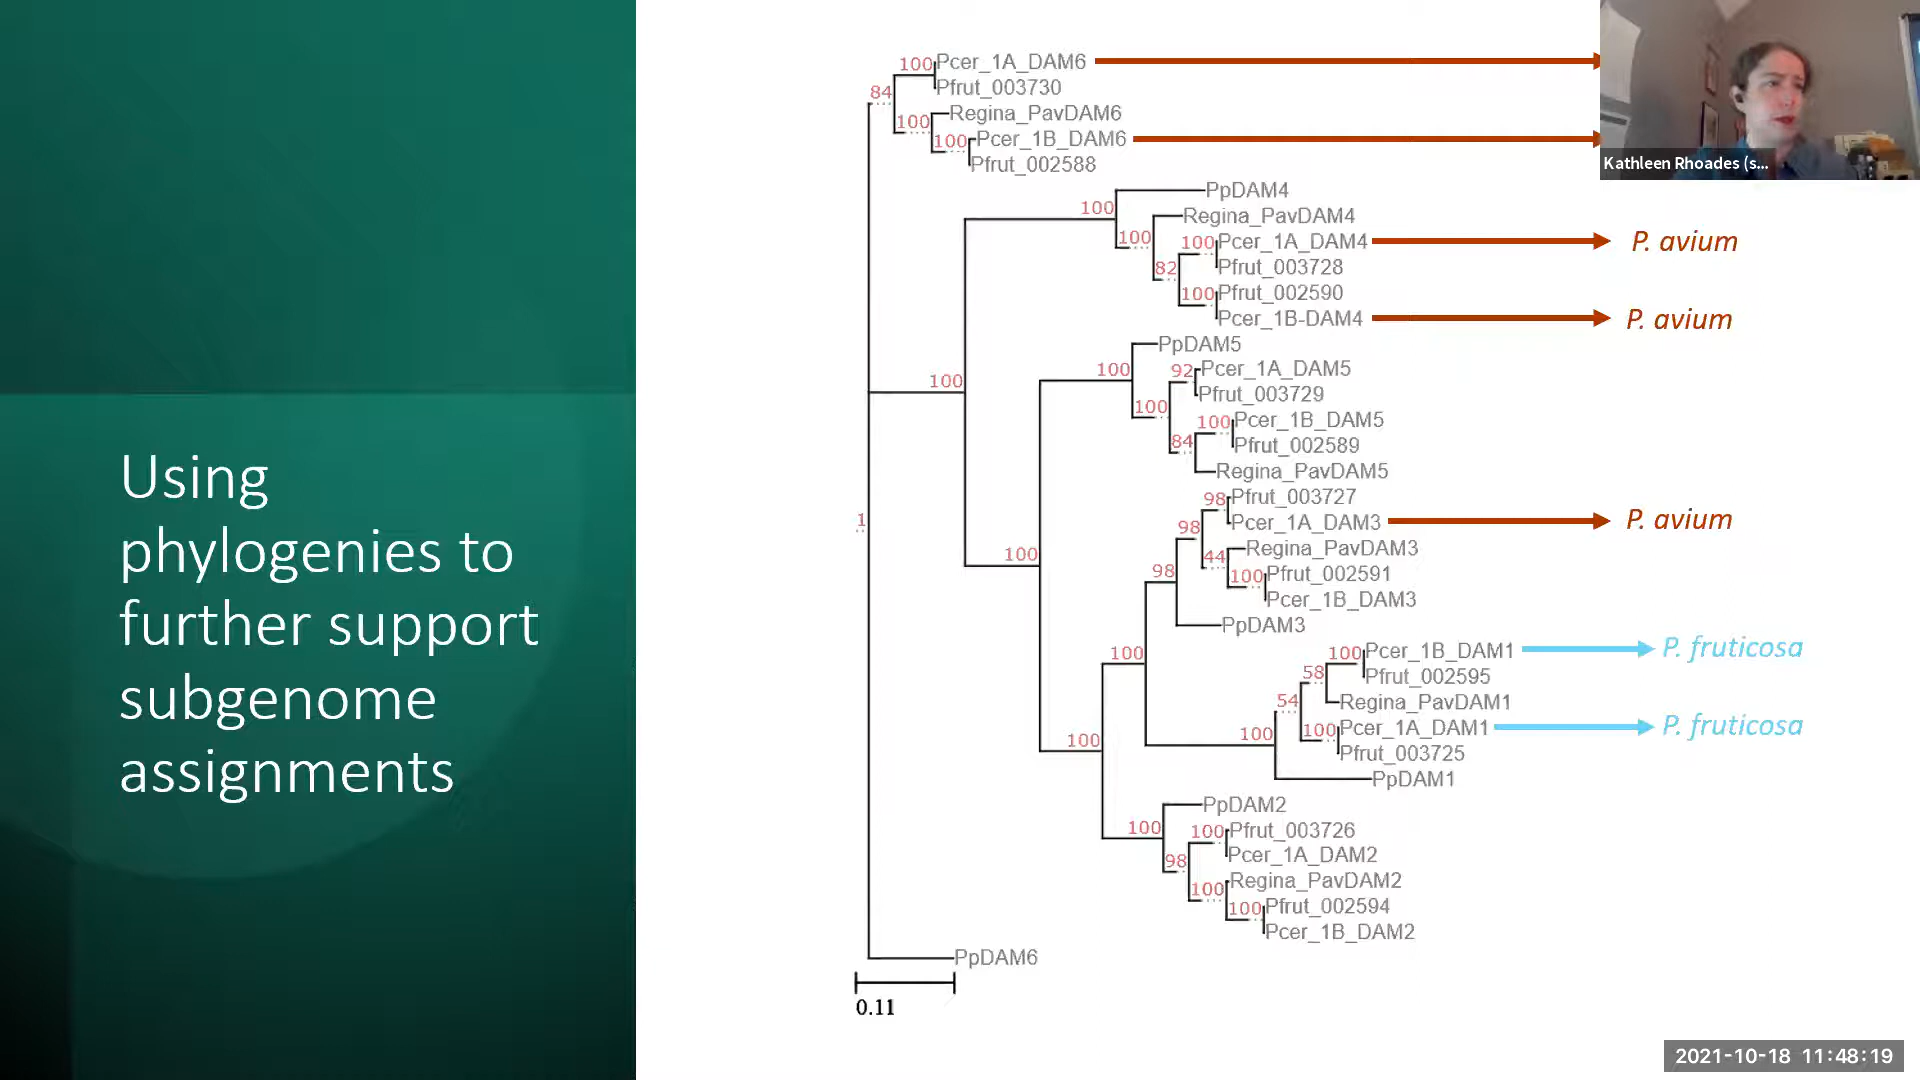 Using
phylogenies to
further support
subgenome
assignments
100 Pcer_1A_DAM6
Pfrut_003730
84
Regina_PavDAM6
100
100 Pcer_1B_DAM6
Pfrut_002588
PpDAM4
100
Regina_PavDAM4
100
100 Pcer_1A_DAM4
P. avium
Pfrut_003728
82
100 Pfrut_002590
Pcer_1B-DAM4
P. avium
PpDAM5
100
92 Pcer_1A_DAM5
100
Pfrut_003729
100
100 Pcer_1B_DAM5
84
Pfrut_002589
Regina_PavDAM5
98 Pfrut_003727
1
98
Pcer_1A_DAM3
P. avium
100
98
44
Regina_PavDAM3
100 Pfrut_002591
Pcer_1B_DAM3
PpDAM3
100
100 Pcer_1B_DAM1
P. fruticosa
58
Pfrut_002595
54
Regina_PavDAM1
100
100
100 Pcer_1A_DAM1
P. fruticosa
Pfrut_003725
PpDAM1
PpDAM2
100
100 Pfrut_003726
98
Pcer_1A_DAM2
100
Regina_PavDAM2
100 Pfrut_002594
Pcer_1B_DAM2
PpDAM6
0.11
Kathleen Rhoades (s...
2021-10-18 11:48:19